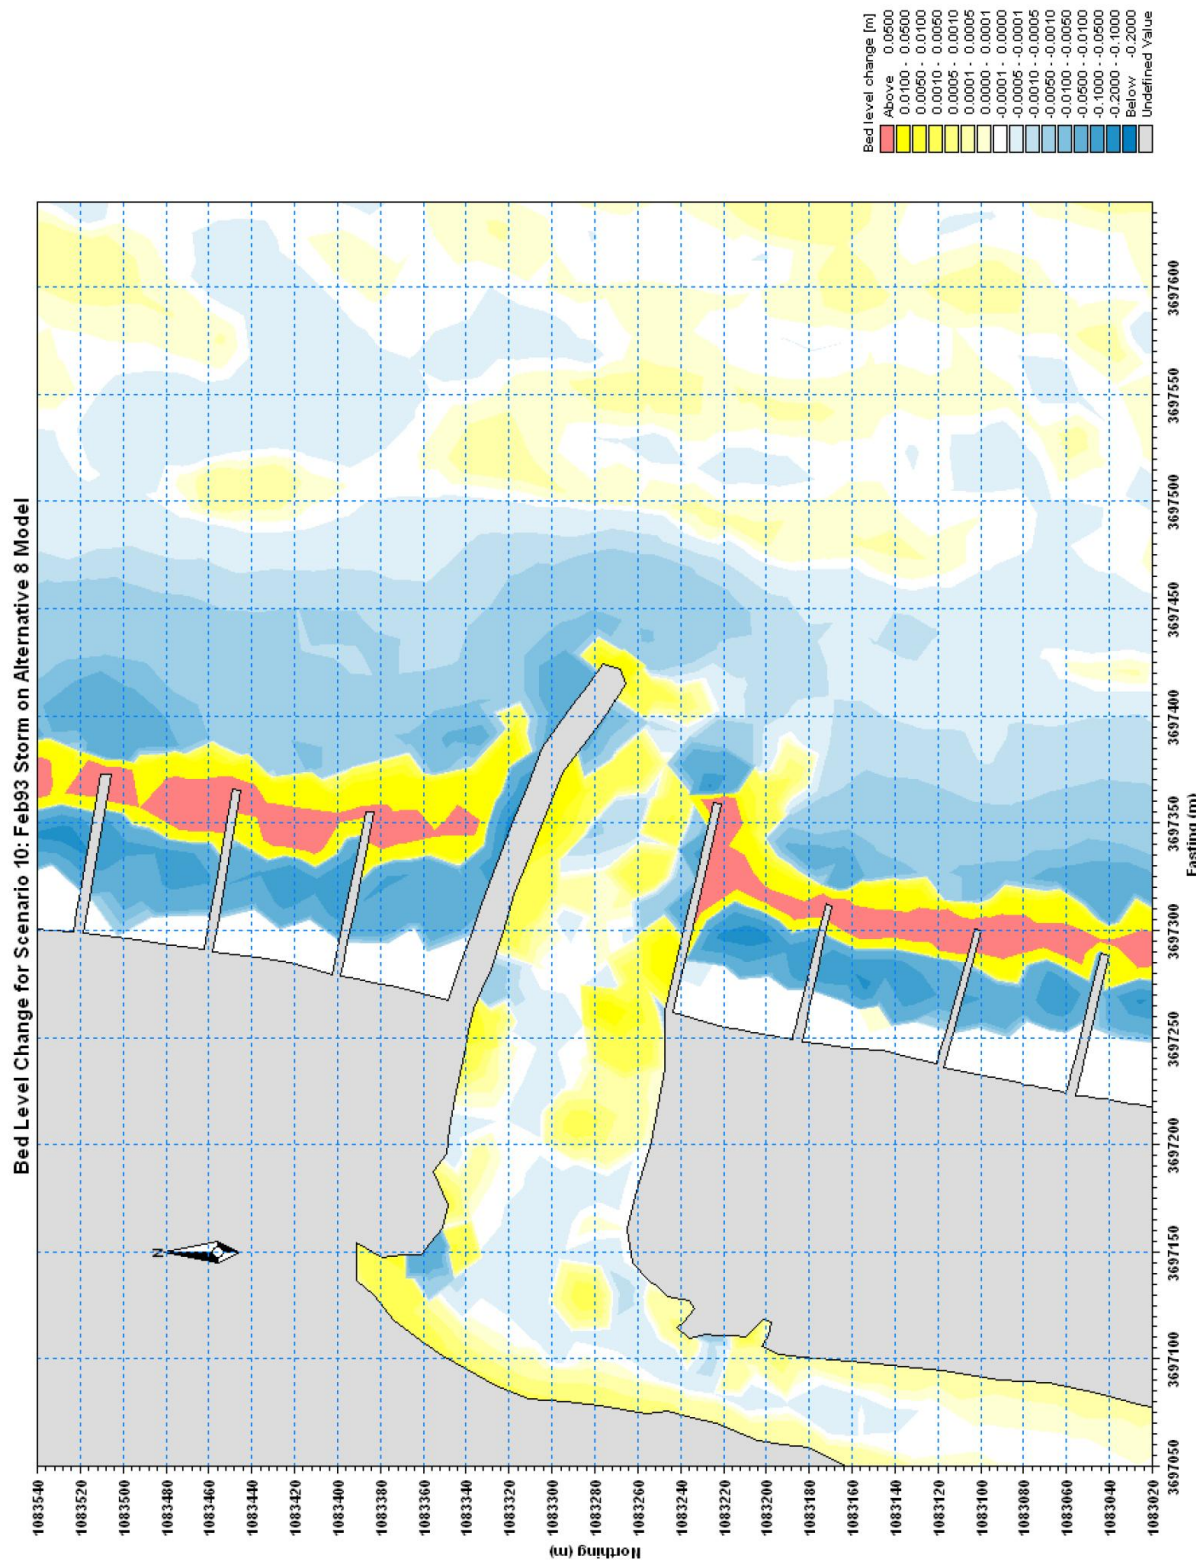 Bed Level Change for Scenario 10: Feb93 Storm on Alternative 8 Model
N
Northing (m)
1083540
1083520
1083500
1083480
1083460
1083440
1083420
1083400
1083380
1083360
1083340
1083320
1083300
1083280
1083260
1083240
1083220
1083200
1083180
1083160
1083140
1083120
1083100
1083080
1083060
1083040
1083020
3697050
3697100
3697150
3697200
3697250
3697300
3697350
3697400
3697450
3697500
3697550
3697600
Easting (m)
Bed level change [m]
Above 0.0500
0.0100 - 0.0500
0.0050 - 0.0100
0.0010 - 0.0050
0.0005 - 0.0010
0.0001 - 0.0005
0.0000 - 0.0001
-0.0001 - 0.0000
-0.0005 - -0.0001
-0.0010 - -0.0005
-0.0050 - -0.0010
-0.0100 - -0.0050
-0.0500 - -0.0100
-0.1000 - -0.0500
-0.2000 - -0.1000
Below -0.2000
Undefined Value